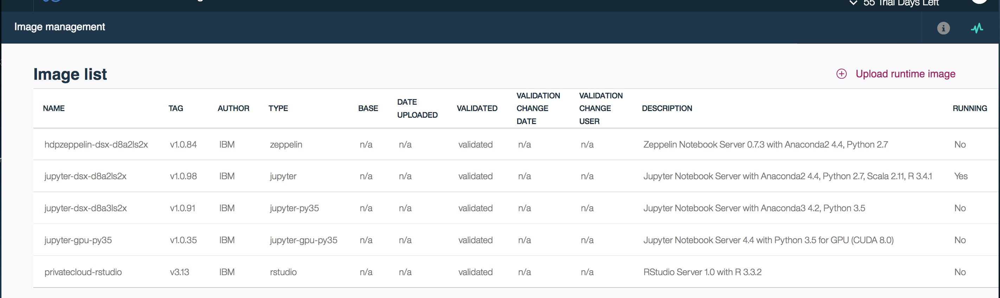 55 Trial Days Left
Image management
Image list
Upload runtime image
NAME TAG AUTHOR TYPE BASE DATE UPLOADED VALIDATED VALIDATION CHANGE DATE VALIDATION CHANGE USER DESCRIPTION RUNNING
hdpzeppelin-dsx-d8a2ls2x v1.0.84 IBM zeppelin n/a n/a validated n/a n/a Zeppelin Notebook Server 0.7.3 with Anaconda2 4.4, Python 2.7 No
jupyter-dsx-d8a2ls2x v1.0.98 IBM jupyter n/a n/a validated n/a n/a Jupyter Notebook Server with Anaconda2 4.4, Python 2.7, Scala 2.11, R 3.4.1 Yes
jupyter-dsx-d8a3ls2x v1.0.91 IBM jupyter-py35 n/a n/a validated n/a n/a Jupyter Notebook Server with Anaconda3 4.2, Python 3.5 No
jupyter-gpu-py35 v1.0.35 IBM jupyter-gpu-py35 n/a n/a validated n/a n/a Jupyter Notebook Server 4.4 with Python 3.5 for GPU (CUDA 8.0) No
privatecloud-rstudio v3.13 IBM rstudio n/a n/a validated n/a n/a RStudio Server 1.0 with R 3.3.2 No